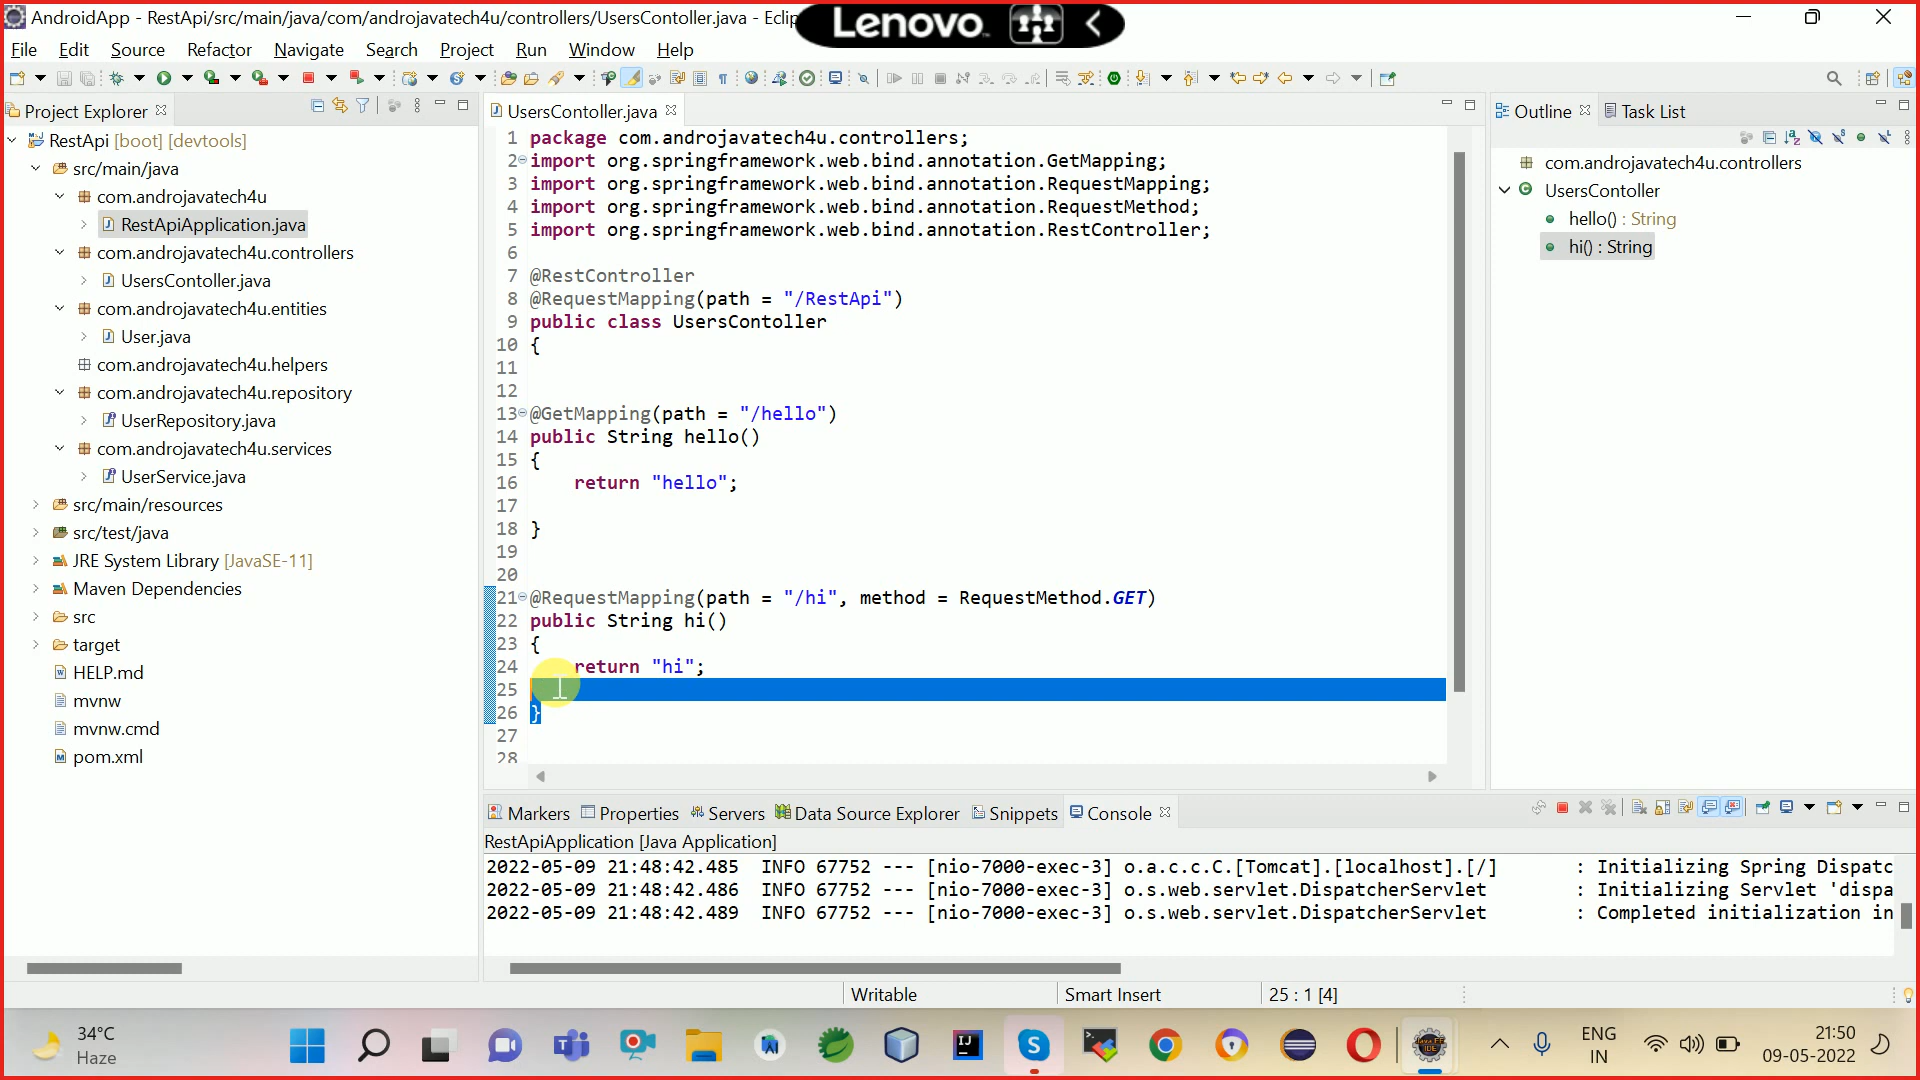 AndroidApp - RestApi/src/main/java/com/androjavatech4u/controllers/UsersContoller.java - Eclip
Lenovo
File Edit Source Refactor Navigate Search Project Run Window Help
Project Explorer
RestApi [boot] [devtools]
src/main/java
com.androjavatech4u
RestApiApplication.java
com.androjavatech4u.controllers
UsersContoller.java
com.androjavatech4u.entities
User.java
com.androjavatech4u.helpers
com.androjavatech4u.repository
UserRepository.java
com.androjavatech4u.services
UserService.java
src/main/resources
src/test/java
JRE System Library [JavaSE-11]
Maven Dependencies
src
target
HELP.md
mvnw
mvnw.cmd
pom.xml
UsersContoller.java
1 package com.androjavatech4u.controllers;
2 import org.springframework.web.bind.annotation.GetMapping;
3 import org.springframework.web.bind.annotation.RequestMapping;
4 import org.springframework.web.bind.annotation.RequestMethod;
5 import org.springframework.web.bind.annotation.RestController;
6
7 @RestController
8 @RequestMapping(path = "/RestApi")
9 public class UsersContoller
10 {
11
12
13 @GetMapping(path = "/hello")
14 public String hello()
15 {
16 return "hello";
17
18 }
19
20
21 @RequestMapping(path = "/hi", method = RequestMethod.GET)
22 public String hi()
23 {
24 return "hi";
25
26 }
27
28
Outline Task List
com.androjavatech4u.controllers
UsersContoller
hello() : String
hi() : String
Markers Properties Servers Data Source Explorer Snippets Console
RestApiApplication [Java Application]
2022-05-09 21:48:42.485 INFO 67752 --- [nio-7000-exec-3] o.a.c.c.C.[Tomcat].[localhost].[/] : Initializing Spring Dispatc
2022-05-09 21:48:42.486 INFO 67752 --- [nio-7000-exec-3] o.s.web.servlet.DispatcherServlet : Initializing Servlet 'dispa
2022-05-09 21:48:42.489 INFO 67752 --- [nio-7000-exec-3] o.s.web.servlet.DispatcherServlet : Completed initialization in
Writable Smart Insert 25 : 1 [4]
34°C
Haze
ENG
IN
21:50
09-05-2022